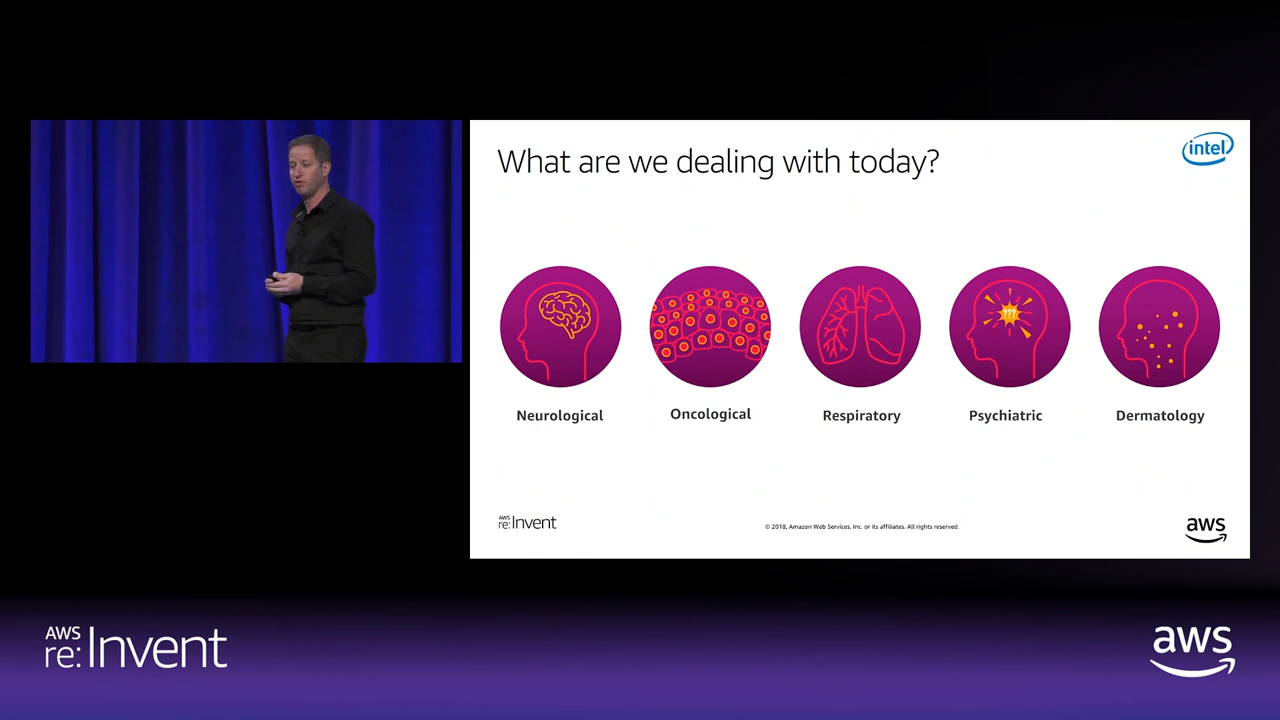 What are we dealing with today?
intel
???
Neurological
Oncological
Respiratory
Psychiatric
Dermatology
AWS
re:Invent
© 2018, Amazon Web Services, Inc. or its affiliates. All rights reserved.
aws
AWS
re:Invent
aws